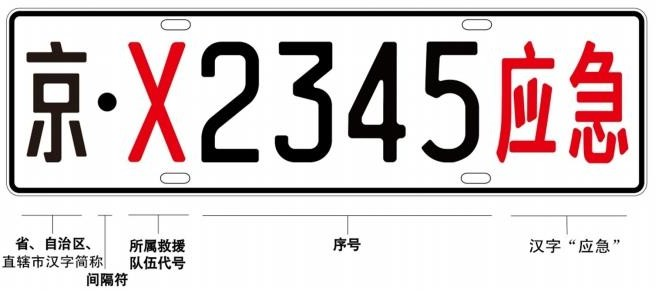 京·X2345应急
省、自治区、
直辖市汉字简称
间隔符
所属救援
队伍代号
序号
汉字“应急”